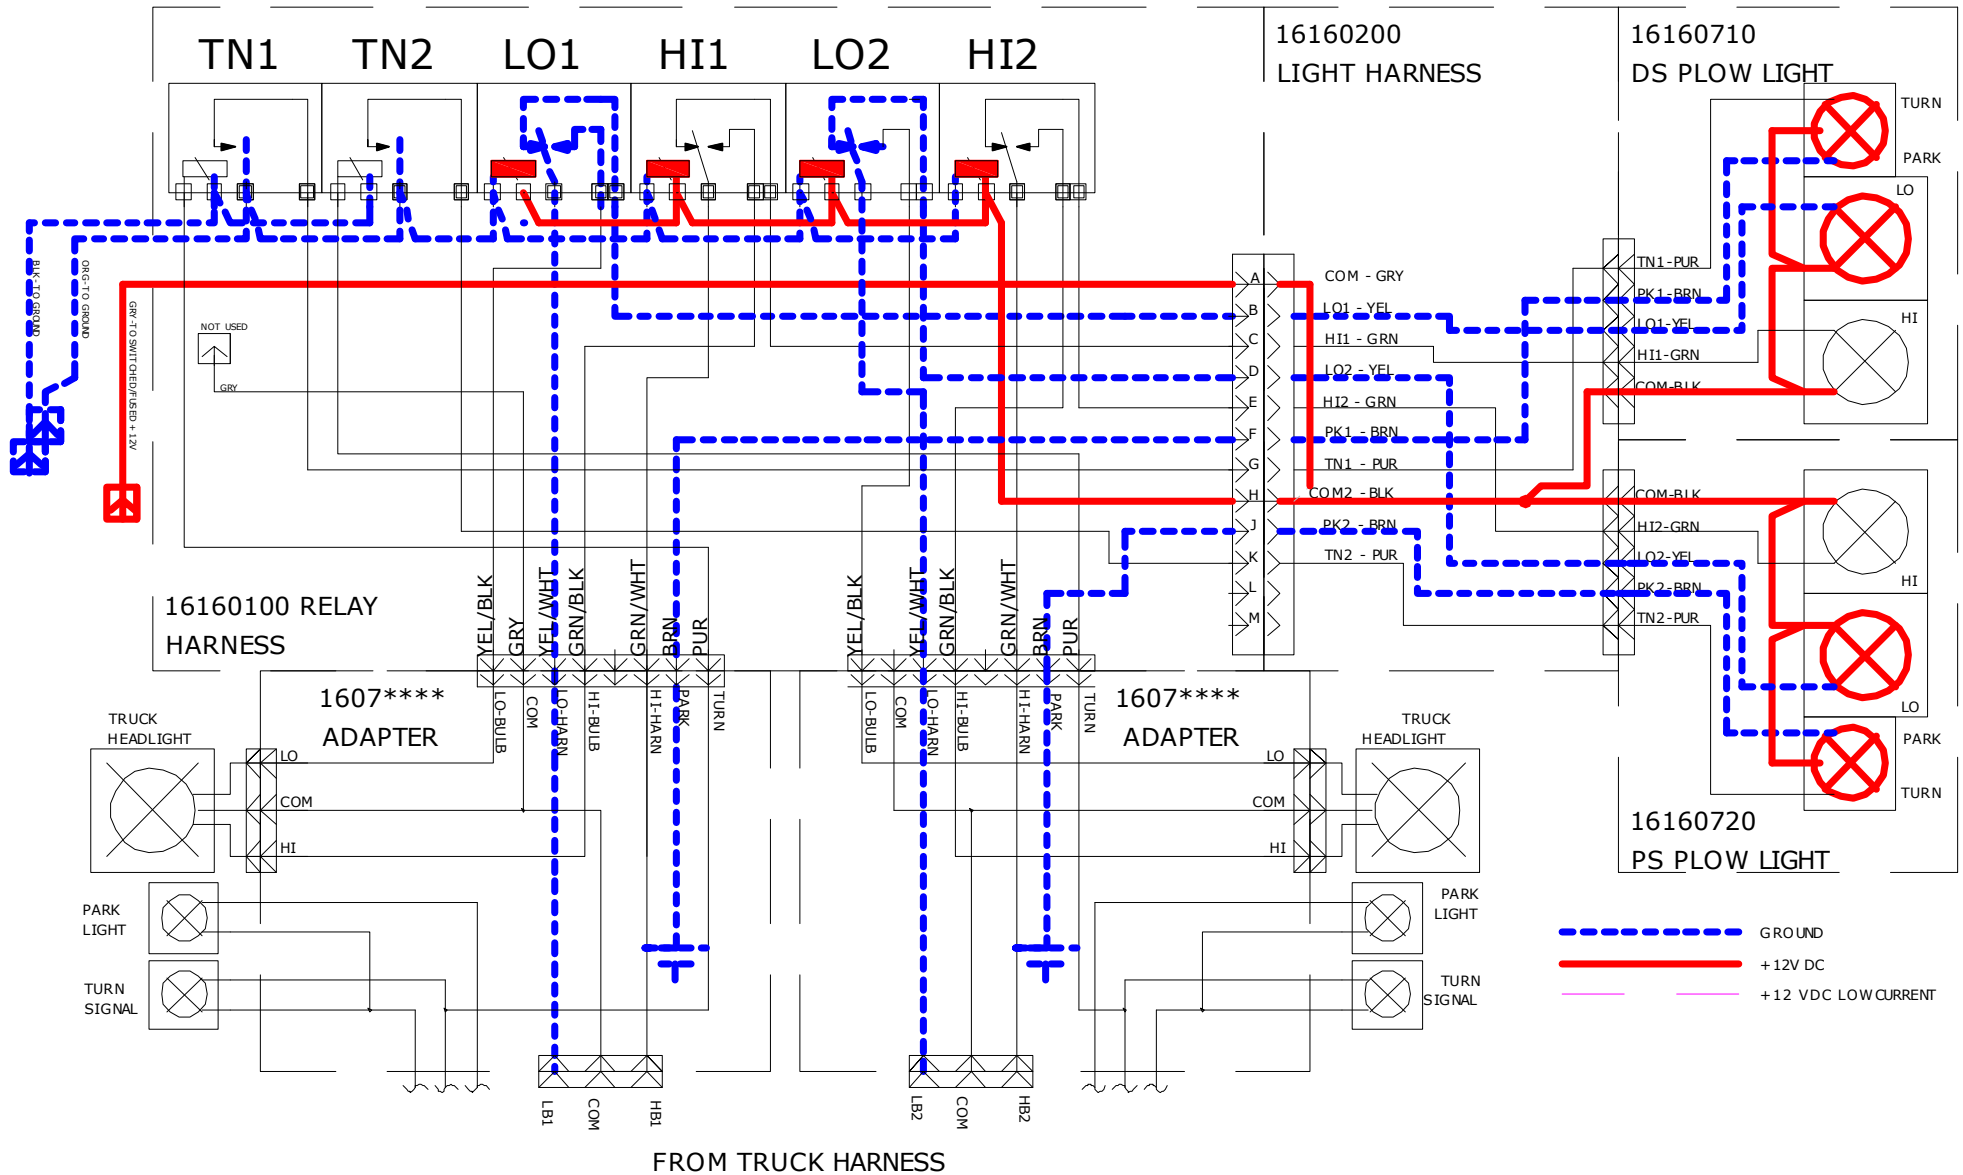 TN1
TN2
LO1
HI1
LO2
HI2
16160200
LIGHT HARNESS
16160710
DS PLOW LIGHT
TURN
PARK
LO
HI
BLK-TO GROUND
ORG-TO GROUND
GRY-TO SWITCHED/FUSED +12V
NOT USED
GRY
A
B
C
D
E
F
G
H
J
K
L
M
COM - GRY
LO1 - YEL
HI1 - GRN
LO2 - YEL
HI2 - GRN
PK1 - BRN
TN1 - PUR
COM2 - BLK
PK2 - BRN
TN2 - PUR
TN1-PUR
PK1-BRN
LO1-YEL
HI1-GRN
COM-BLK
COM-BLK
HI2-GRN
LO2-YEL
PK2-BRN
TN2-PUR
HI
LO
PARK
TURN
16160720
PS PLOW LIGHT
16160100 RELAY
HARNESS
YEL/BLK
GRY
YEL/WHT
GRN/BLK
GRN/WHT
BRN
PUR
YEL/BLK
YEL/WHT
GRN/BLK
GRN/WHT
BRN
PUR
1607****
ADAPTER
LO-BULB
COM
LO-HARN
HI-BULB
HI-HARN
PARK
TURN
LO-BULB
COM
LO-HARN
HI-BULB
HI-HARN
PARK
TURN
1607****
ADAPTER
TRUCK
HEADLIGHT
LO
COM
HI
TRUCK
HEADLIGHT
LO
COM
HI
PARK
LIGHT
TURN
SIGNAL
PARK
LIGHT
TURN
SIGNAL
GROUND
+12V DC
+12 VDC LOW CURRENT
LB1
COM
HB1
LB2
COM
HB2
FROM TRUCK HARNESS